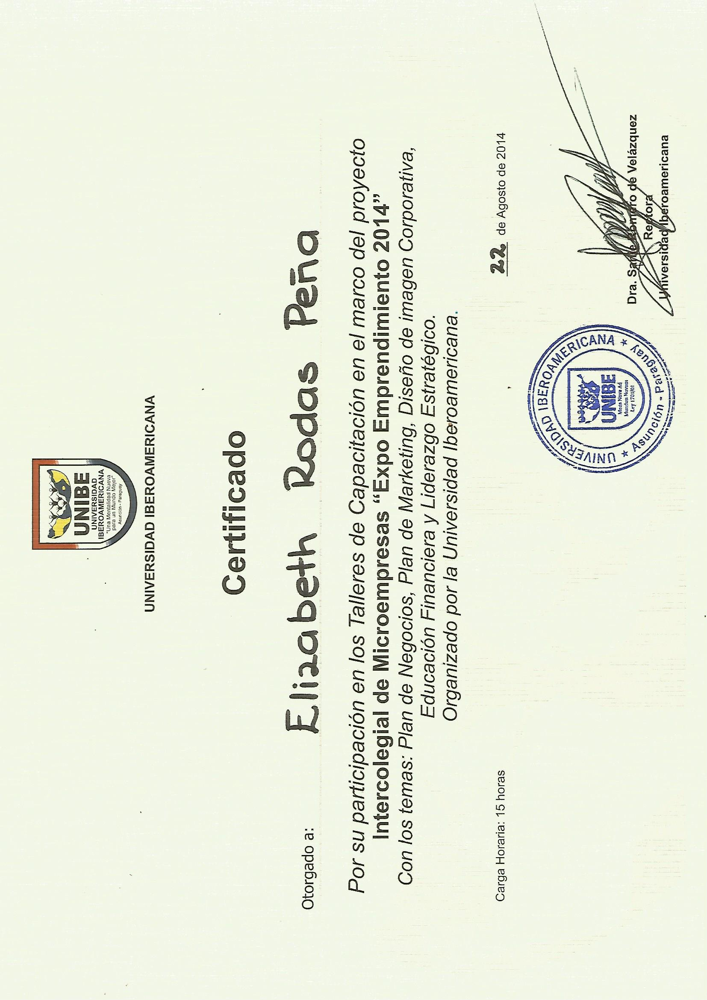 UNIBE
UNIVERSIDAD
IBEROAMERICANA
"Una Mentalidad Nueva
para un Mundo Mejor"
Asunción - Paraguay
UNIVERSIDAD IBEROAMERICANA
Certificado
Otorgado a: Elizabeth Rodas Peña
Por su participación en los Talleres de Capacitación en el marco del proyecto
Intercolegial de Microempresas “Expo Emprendimiento 2014”
Con los temas: Plan de Negocios, Plan de Marketing, Diseño de imagen Corporativa,
Educación Financiera y Liderazgo Estratégico.
Organizado por la Universidad Iberoamericana.
Carga Horaria: 15 horas
22 de Agosto de 2014
UNIVERSIDAD IBEROAMERICANA
Asunción - Paraguay
UNIBE
Mens Nova Ad
Mundum Novum
Ley 1701/01
Dra. Romero de Velázquez
Rectora
Universidad Iberoamericana